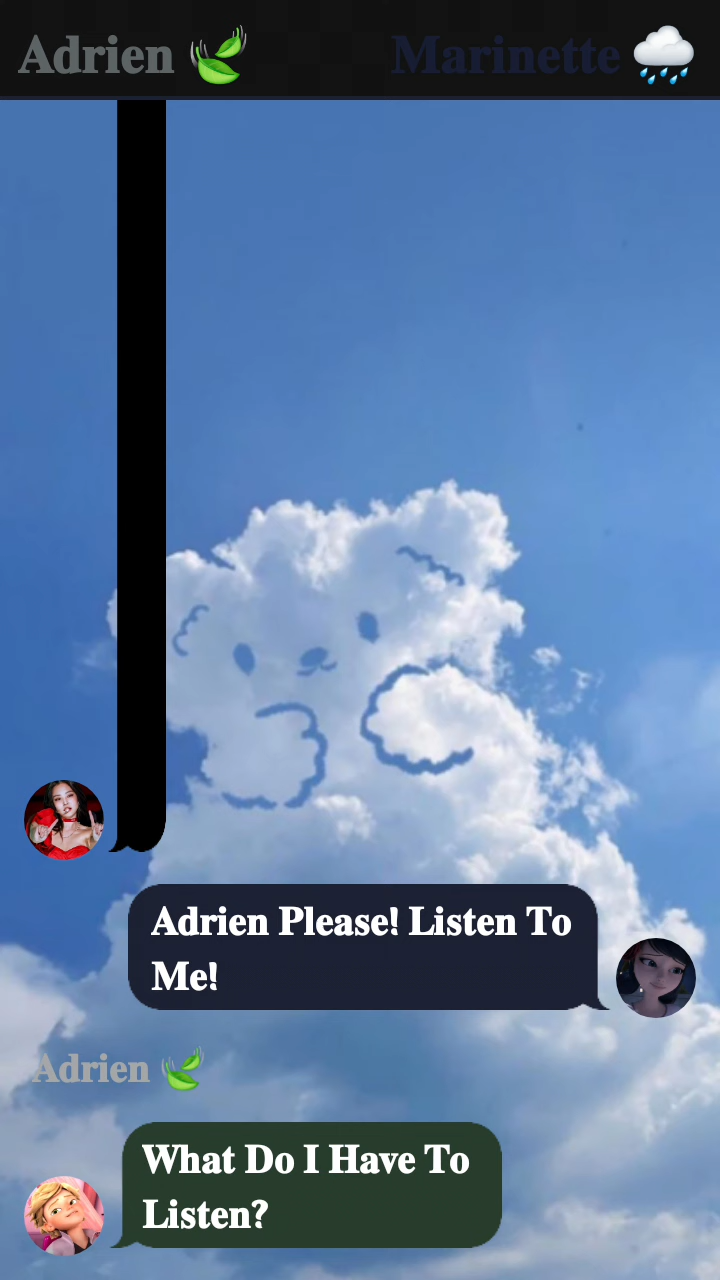 Adrien 🍃 Marinette 🌧️
Adrien Please! Listen To
Me!
Adrien 🍃
What Do I Have To
Listen?